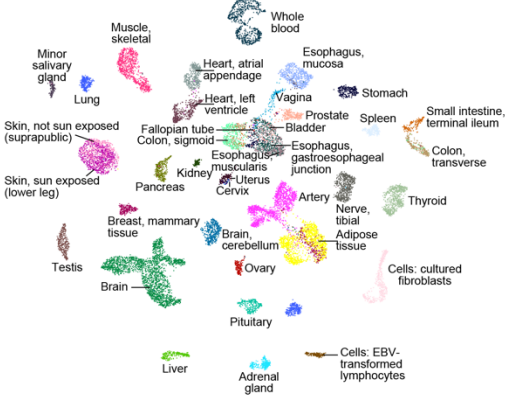 Whole
blood
Muscle,
skeletal
Minor
salivary
gland
Lung
Heart, atrial
appendage
Esophagus,
mucosa
Heart, left
ventricle
Vagina
Stomach
Prostate
Bladder
Spleen
Small intestine,
terminal ileum
Skin, not sun exposed
(suprapublic)
Fallopian tube
Colon, sigmoid
Esophagus,
muscularis
Esophagus,
gastroesophageal
junction
Colon,
transverse
Skin, sun exposed
(lower leg)
Pancreas
Kidney
Uterus
Cervix
Artery
Nerve,
tibial
Thyroid
Breast, mammary
tissue
Brain,
cerebellum
Adipose
tissue
Testis
Brain
Ovary
Cells: cultured
fibroblasts
Pituitary
Liver
Adrenal
gland
Cells: EBV-
transformed
lymphocytes